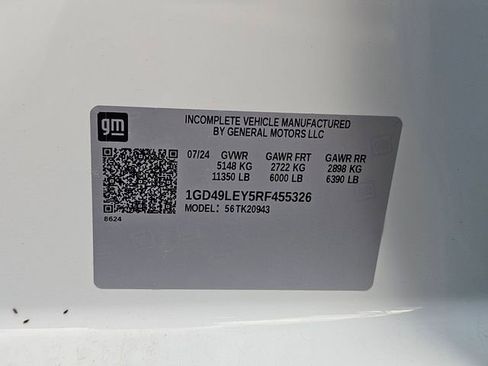 gm
INCOMPLETE VEHICLE MANUFACTURED
BY GENERAL MOTORS LLC
07/24 GVWR GAWR FRT GAWR RR
5148 KG 2722 KG 2898 KG
11350 LB 6000 LB 6390 LB
1GD49LEY5RF455326
MODEL: 56TK20943
8624